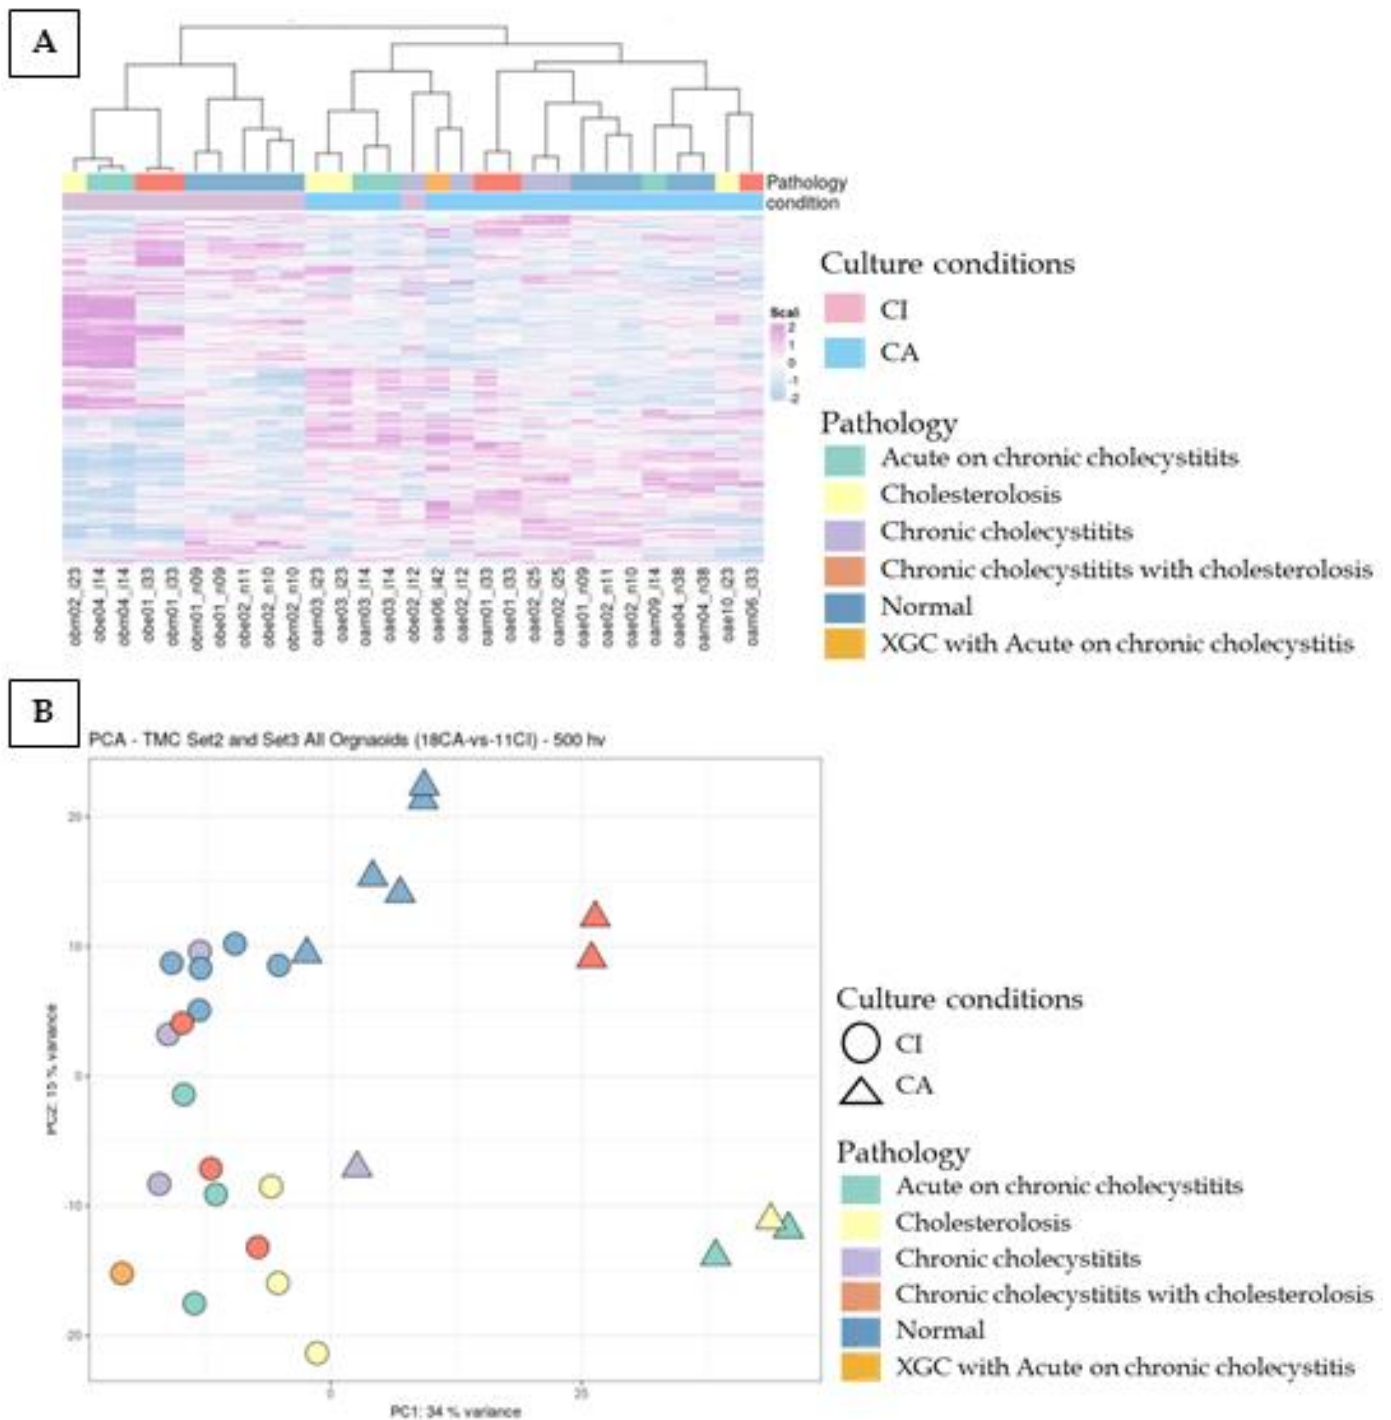 A
Pathology
condition
Culture conditions
CI
CA
Scal
2
1
0
-1
-2
Pathology
Acute on chronic cholecystitits
Cholesterolosis
Chronic cholecystitits
Chronic cholecystitits with cholesterolosis
Normal
XGC with Acute on chronic cholecystitis
obm02_i23
obe04_i14
obm04_i14
obe01_i33
obm01_i33
obm01_n09
obe01_n09
obe02_n11
obe02_n10
obm02_n10
oam03_i23
oae03_i23
oam03_i14
oae03_i14
obe02_i12
oae06_i42
oae02_i12
oam01_i33
oae01_i33
oae02_i25
oam02_i25
oae01_n09
oae02_n11
oae02_n10
oam09_i14
oae04_n38
oam04_n38
oae10_i23
oam06_i33
B
PCA - TMC Set2 and Set3 All Orgnaoids (18CA-vs-11CI) - 500 hv
20
10
0
-10
-20
PC2: 15 % variance
0
25
PC1: 34 % variance
Culture conditions
CI
CA
Pathology
Acute on chronic cholecystitits
Cholesterolosis
Chronic cholecystitits
Chronic cholecystitits with cholesterolosis
Normal
XGC with Acute on chronic cholecystitis